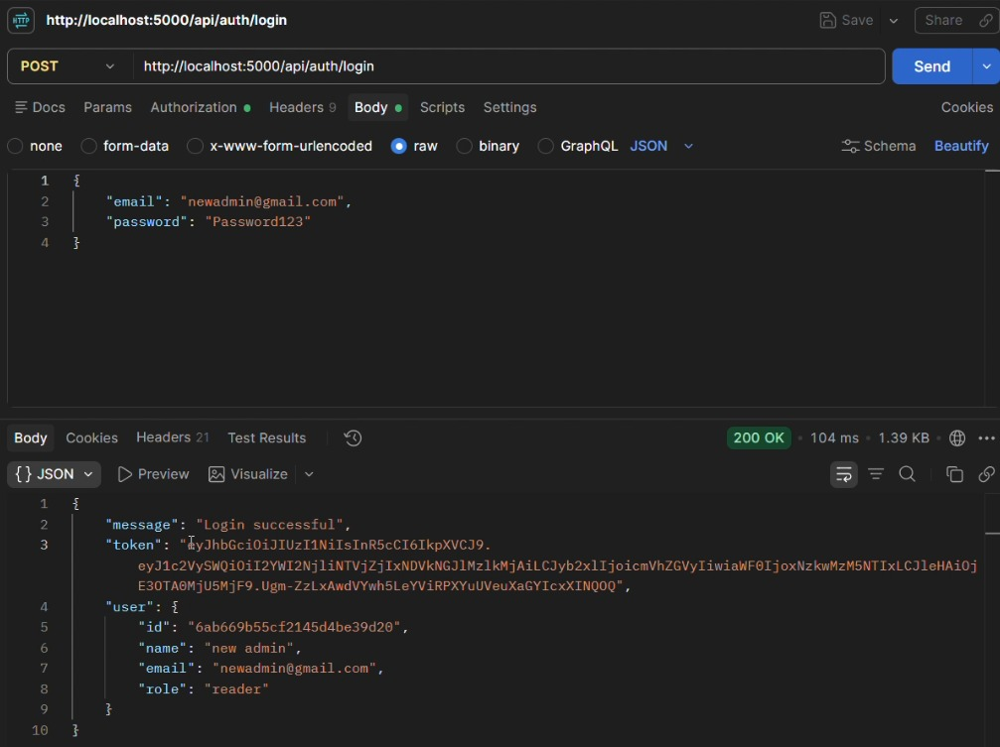 HTTP http://localhost:5000/api/auth/login Save Share
POST http://localhost:5000/api/auth/login Send
Docs Params Authorization Headers 9 Body Scripts Settings Cookies
none form-data x-www-form-urlencoded raw binary GraphQL JSON Schema Beautify
1 {
2 "email": "newadmin@gmail.com",
3 "password": "Password123"
4 }
Body Cookies Headers 21 Test Results 200 OK 104 ms 1.39 KB
{} JSON Preview Visualize
1 {
2 "message": "Login successful",
3 "token": "eyJhbGciOiJIUzI1NiIsInR5cCI6IkpXVCJ9.
eyJ1c2VySWQiOiI2YWI2NjliNTVjZjIxNDVkNGJlMzlkMjAiLCJyb2xlIjoicmVhZGVyIiwiaWF0IjoxNzkwMzM5NTIxLCJleHAiOj
E3OTA0MjU5MjF9.Ugm-ZzLxAwdVYwh5LeYViRPXYuUVeuXaGYIcxXINQOQ",
4 "user": {
5 "id": "6ab669b55cf2145d4be39d20",
6 "name": "new admin",
7 "email": "newadmin@gmail.com",
8 "role": "reader"
9 }
10 }